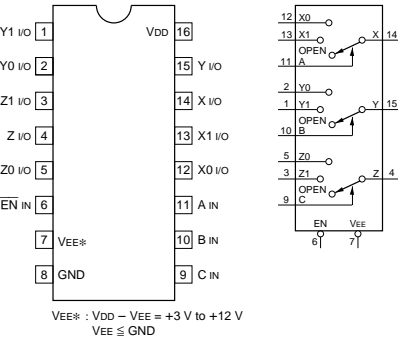 Y1 I/O 1
Y0 I/O 2
Z1 I/O 3
Z I/O 4
Z0 I/O 5
EN IN 6
7 VEE*
8 GND
VDD 16
15 Y I/O
14 X I/O
13 X1 I/O
12 X0 I/O
11 A IN
10 B IN
9 C IN
VEE* : VDD – VEE = +3 V to +12 V
VEE ≦ GND
12 X0
13 X1 X 14
OPEN
11 A
2 Y0
1 Y1 Y 15
OPEN
10 B
5 Z0
3 Z1 Z 4
OPEN
9 C
EN VEE
6 7